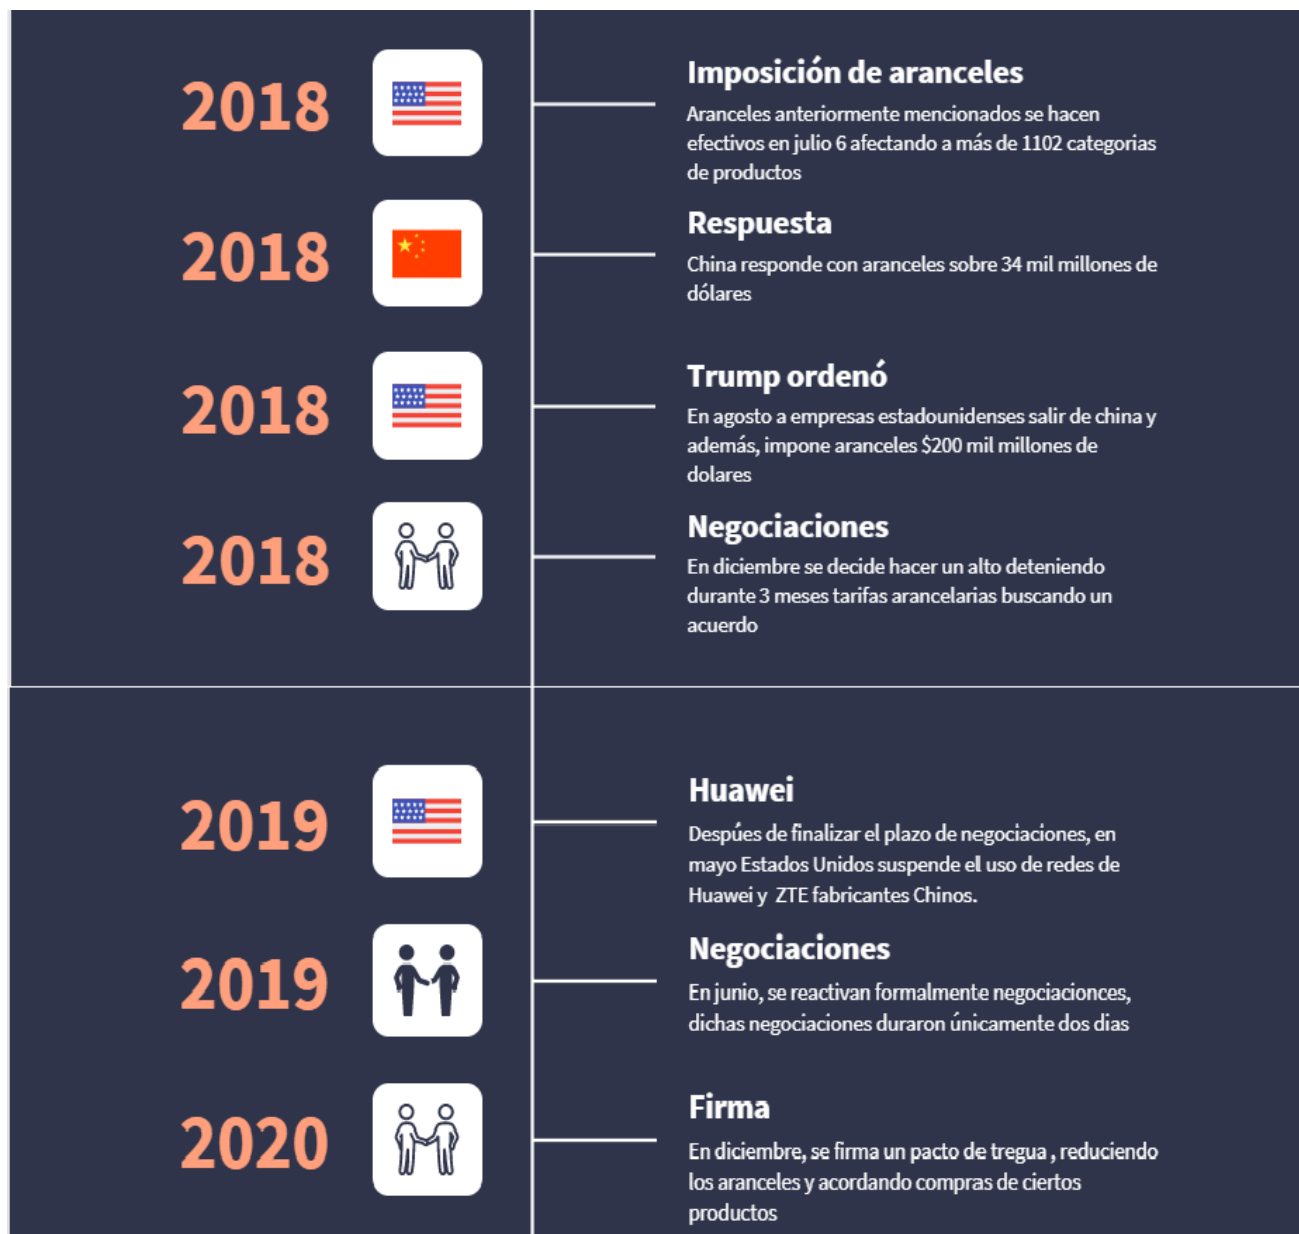 2018
Imposición de aranceles
Aranceles anteriormente mencionados se hacen
efectivos en julio 6 afectando a más de 1102 categorias
de productos
2018
Respuesta
China responde con aranceles sobre 34 mil millones de
dólares
2018
Trump ordenó
En agosto a empresas estadounidenses salir de china y
además, impone aranceles $200 mil millones de
dolares
2018
Negociaciones
En diciembre se decide hacer un alto deteniendo
durante 3 meses tarifas arancelarias buscando un
acuerdo
2019
Huawei
Despúes de finalizar el plazo de negociaciones, en
mayo Estados Unidos suspende el uso de redes de
Huawei y ZTE fabricantes Chinos.
2019
Negociaciones
En junio, se reactivan formalmente negociacionces,
dichas negociaciones duraron únicamente dos dias
2020
Firma
En diciembre, se firma un pacto de tregua , reduciendo
los aranceles y acordando compras de ciertos
productos